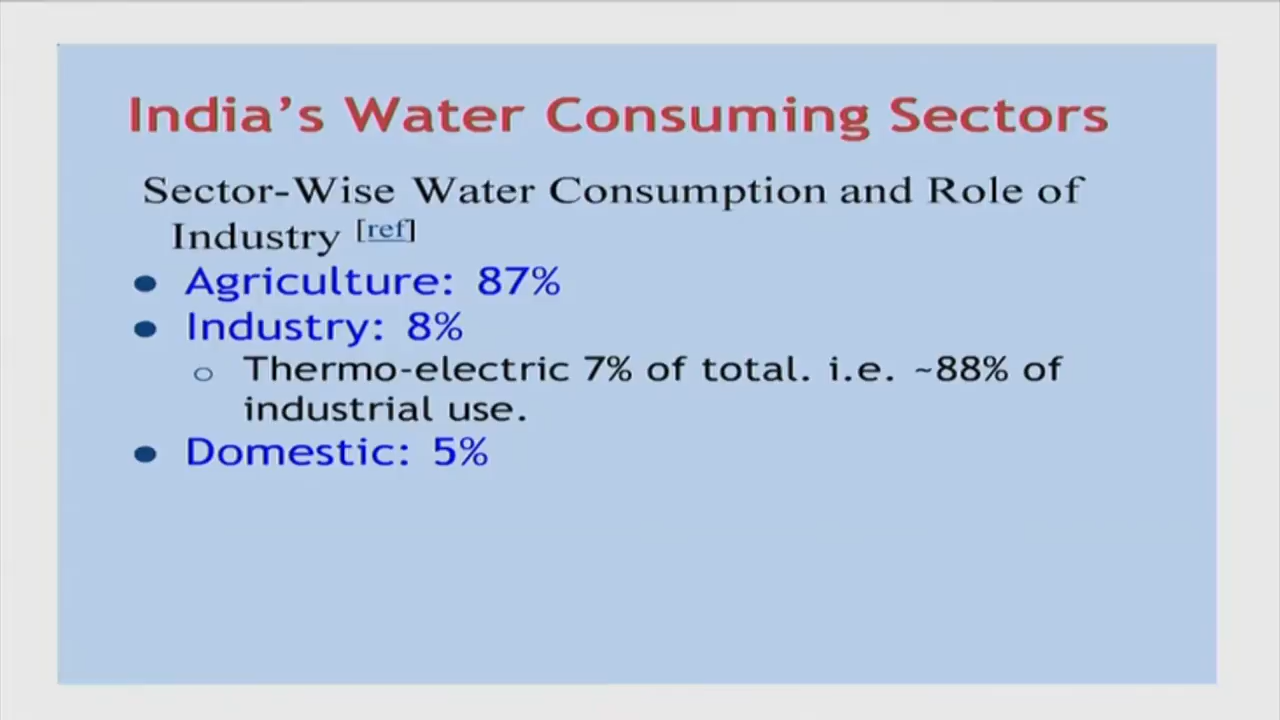 India's Water Consuming Sectors
Sector-Wise Water Consumption and Role of
Industry [ref]
● Agriculture: 87%
● Industry: 8%
○ Thermo-electric 7% of total. i.e. ~88% of
industrial use.
● Domestic: 5%